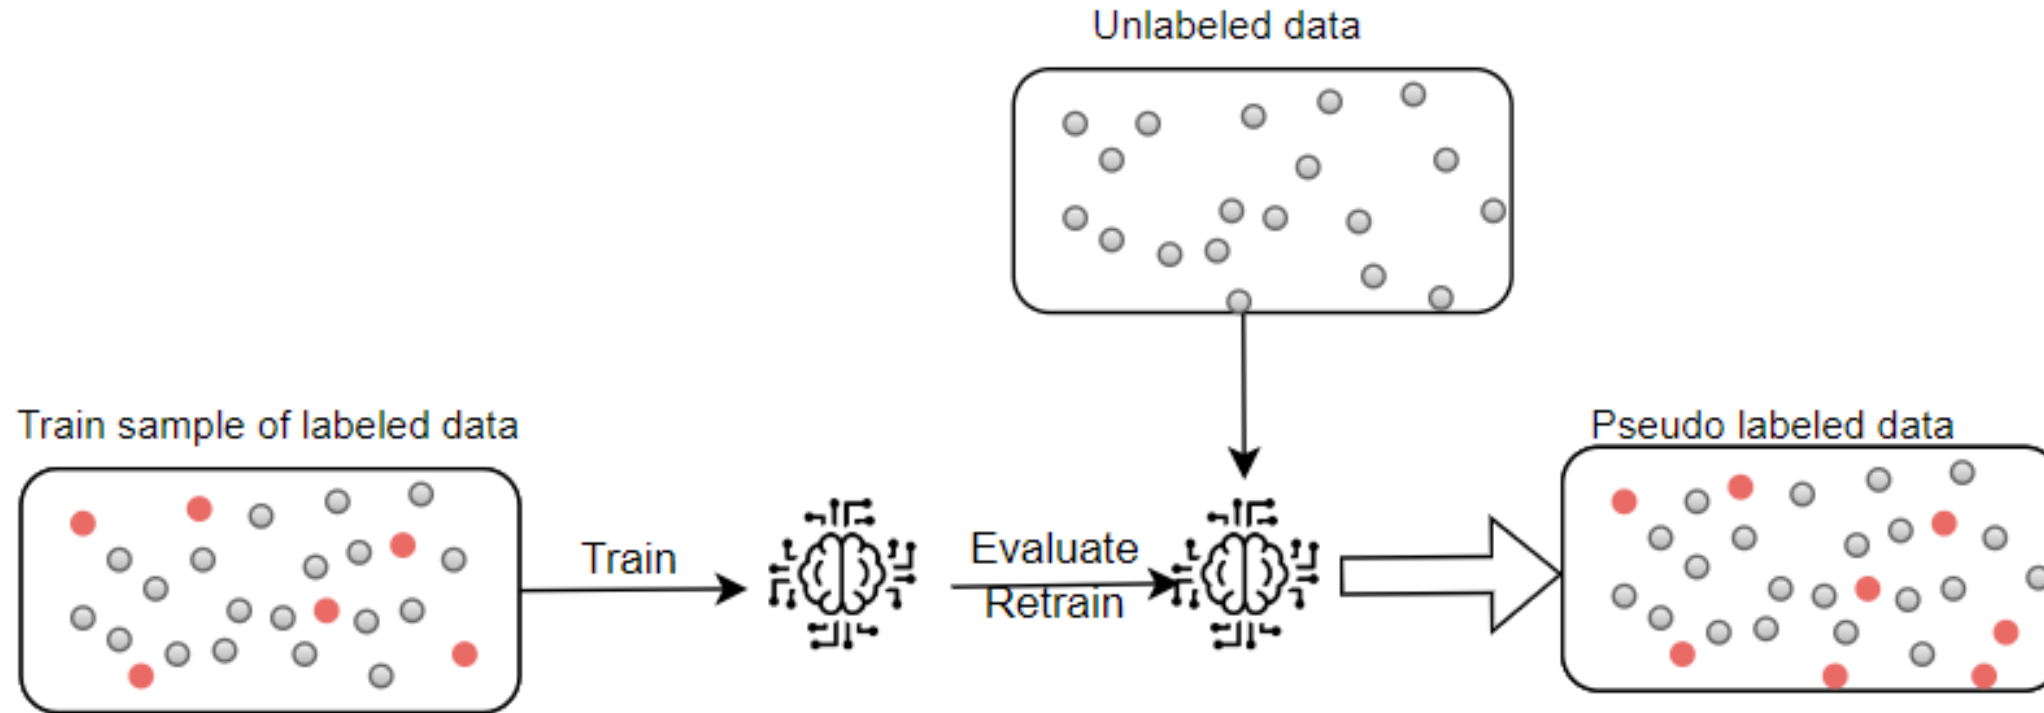 Unlabeled data
Train sample of labeled data
Pseudo labeled data
Train
Evaluate
Retrain